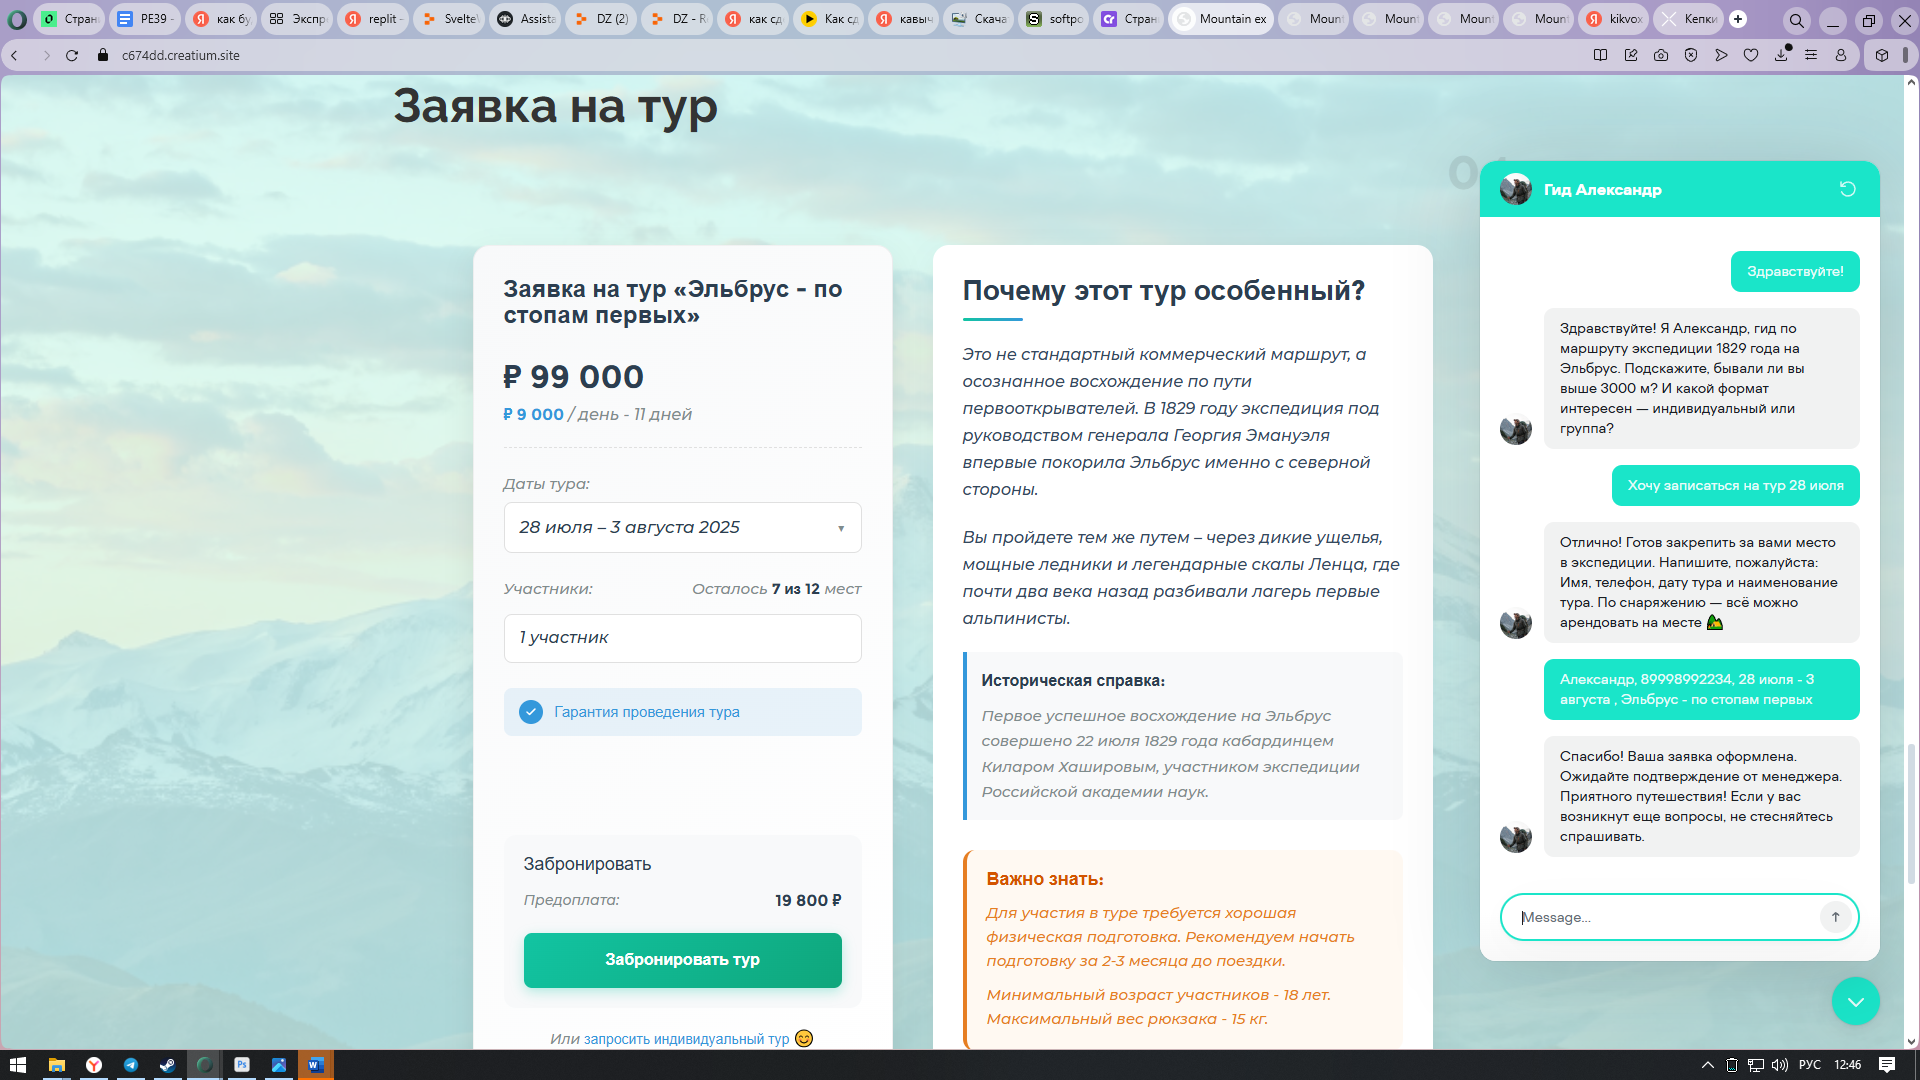 Страни
РЕ39 -
как бу
Экспр
replit -
SvelteV
Assista
DZ (2)
DZ - Re
как сд
Как сд
кавыч
Скача
softpo
Стран
Mountain ex
Mount
Mount
Mount
Mount
kikvox
Кепки
c674dd.creatium.site
Заявка на тур
Заявка на тур «Эльбрус - по
стопам первых»
₽ 99 000
₽ 9 000 / день - 11 дней
Даты тура:
28 июля – 3 августа 2025
Участники:
Осталось 7 из 12 мест
1 участник
Гарантия проведения тура
Забронировать
Предоплата:
19 800 ₽
Забронировать тур
Или запросить индивидуальный тур 😊
Почему этот тур особенный?
Это не стандартный коммерческий маршрут, а
осознанное восхождение по пути
первооткрывателей. В 1829 году экспедиция под
руководством генерала Георгия Эмануэля
впервые покорила Эльбрус именно с северной
стороны.
Вы пройдете тем же путем – через дикие ущелья,
мощные ледники и легендарные скалы Ленца, где
почти два века назад разбивали лагерь первые
альпинисты.
Историческая справка:
Первое успешное восхождение на Эльбрус
совершено 22 июля 1829 года кабардинцем
Киларом Хашировым, участником экспедиции
Российской академии наук.
Важно знать:
Для участия в туре требуется хорошая
физическая подготовка. Рекомендуем начать
подготовку за 2-3 месяца до поездки.
Минимальный возраст участников - 18 лет.
Максимальный вес рюкзака - 15 кг.
Гид Александр
Здравствуйте!
Здравствуйте! Я Александр, гид по
маршруту экспедиции 1829 года на
Эльбрус. Подскажите, бывали ли вы
выше 3000 м? И какой формат
интересен — индивидуальный или
группа?
Хочу записаться на тур 28 июля
Отлично! Готов закрепить за вами место
в экспедиции. Напишите, пожалуйста:
Имя, телефон, дату тура и наименование
тура. По снаряжению — всё можно
арендовать на месте 🏕
Александр, 89998992234, 28 июля - 3
августа , Эльбрус - по стопам первых
Спасибо! Ваша заявка оформлена.
Ожидайте подтверждение от менеджера.
Приятного путешествия! Если у вас
возникнут еще вопросы, не стесняйтесь
спрашивать.
Message...
РУС
12:46